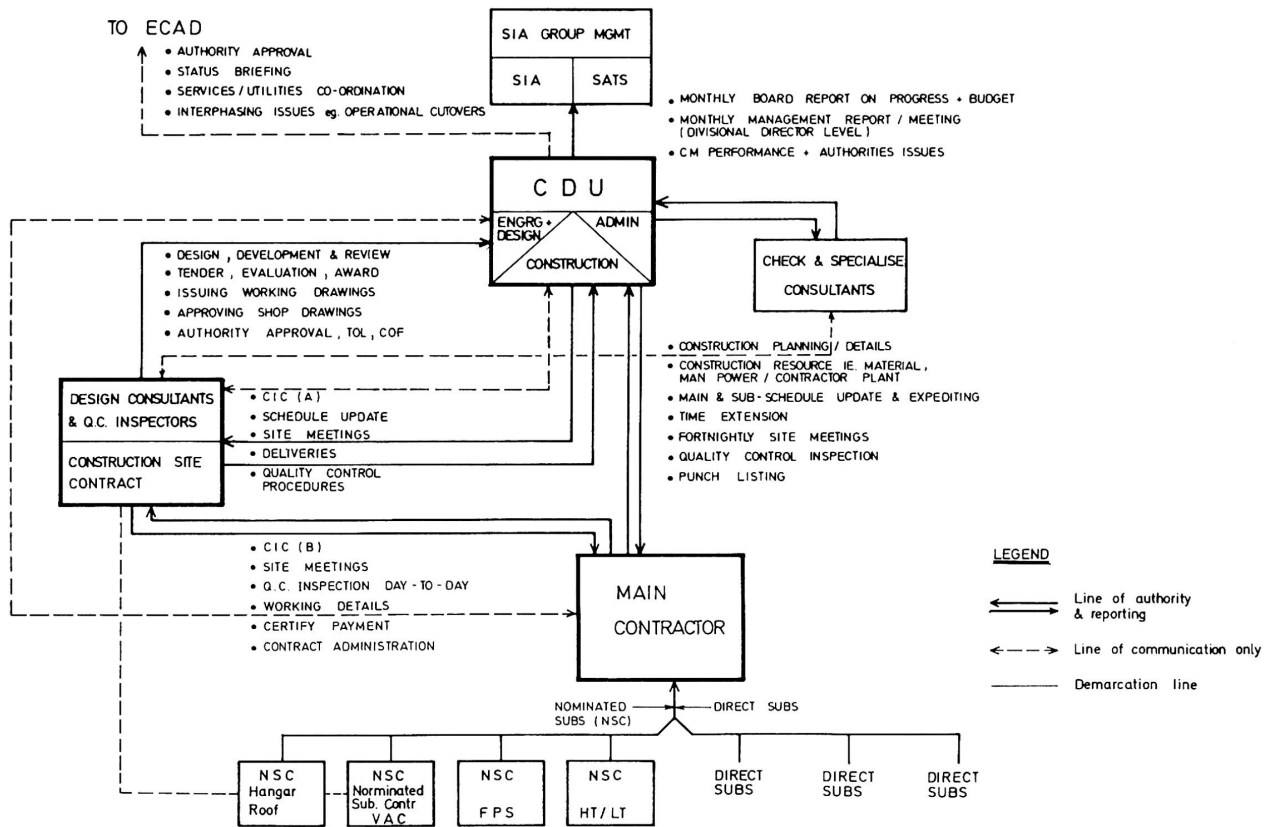 TO ECAD
• AUTHORITY APPROVAL
• STATUS BRIEFING
• SERVICES/UTILITIES CO-ORDINATION
• INTERPHASING ISSUES eg. OPERATIONAL CUTOVERS
SIA GROUP MGMT
SIA
SATS
• MONTHLY BOARD REPORT ON PROGRESS + BUDGET
• MONTHLY MANAGEMENT REPORT / MEETING
(DIVISIONAL DIRECTOR LEVEL)
• CM PERFORMANCE + AUTHORITIES ISSUES
CDU
ENGRG +
DESIGN
ADMIN
CONSTRUCTION
CHECK & SPECIALISE
CONSULTANTS
• DESIGN, DEVELOPMENT & REVIEW
• TENDER, EVALUATION, AWARD
• ISSUING WORKING DRAWINGS
• APPROVING SHOP DRAWINGS
• AUTHORITY APPROVAL, TOL, COF
• CONSTRUCTION PLANNING / DETAILS
• CONSTRUCTION RESOURCE IE. MATERIAL,
MAN POWER / CONTRACTOR PLANT
• MAIN & SUB-SCHEDULE UPDATE & EXPEDITING
• TIME EXTENSION
• FORTNIGHTLY SITE MEETINGS
• QUALITY CONTROL INSPECTION
• PUNCH LISTING
DESIGN CONSULTANTS
& Q.C. INSPECTORS
CONSTRUCTION SITE
CONTRACT
• CIC (A)
• SCHEDULE UPDATE
• SITE MEETINGS
• DELIVERIES
• QUALITY CONTROL
PROCEDURES
• CIC (B)
• SITE MEETINGS
• Q.C. INSPECTION DAY-TO-DAY
• WORKING DETAILS
• CERTIFY PAYMENT
• CONTRACT ADMINISTRATION
MAIN
CONTRACTOR
LEGEND
Line of authority
& reporting
Line of communication only
Demarcation line
NOMINATED
SUBS (NSC)
DIRECT SUBS
NSC
Hangar
Roof
NSC
Norminated
Sub. Contr
VAC
NSC
FPS
NSC
HT/LT
DIRECT
SUBS
DIRECT
SUBS
DIRECT
SUBS